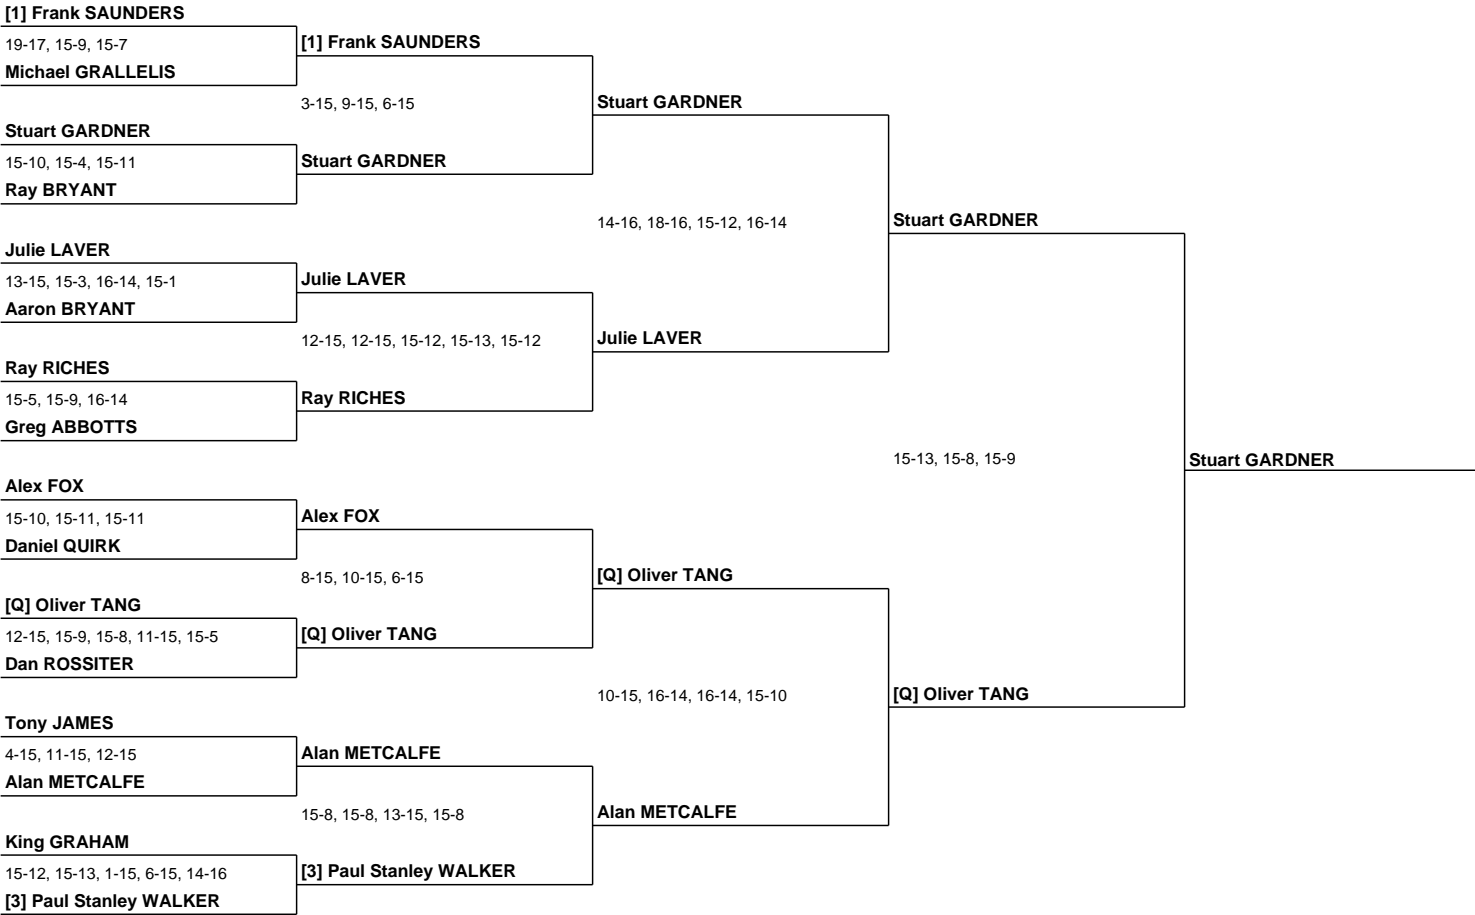 [1] Frank SAUNDERS
19-17, 15-9, 15-7
Michael GRALLELIS
Stuart GARDNER
15-10, 15-4, 15-11
Ray BRYANT
Julie LAVER
13-15, 15-3, 16-14, 15-1
Aaron BRYANT
Ray RICHES
15-5, 15-9, 16-14
Greg ABBOTTS
Alex FOX
15-10, 15-11, 15-11
Daniel QUIRK
[Q] Oliver TANG
12-15, 15-9, 15-8, 11-15, 15-5
Dan ROSSITER
Tony JAMES
4-15, 11-15, 12-15
Alan METCALFE
King GRAHAM
15-12, 15-13, 1-15, 6-15, 14-16
[3] Paul Stanley WALKER
[1] Frank SAUNDERS
3-15, 9-15, 6-15
Stuart GARDNER
Julie LAVER
12-15, 12-15, 15-12, 15-13, 15-12
Ray RICHES
Alex FOX
8-15, 10-15, 6-15
[Q] Oliver TANG
Alan METCALFE
15-8, 15-8, 13-15, 15-8
[3] Paul Stanley WALKER
Stuart GARDNER
14-16, 18-16, 15-12, 16-14
Julie LAVER
[Q] Oliver TANG
10-15, 16-14, 16-14, 15-10
Alan METCALFE
Stuart GARDNER
15-13, 15-8, 15-9
[Q] Oliver TANG
Stuart GARDNER